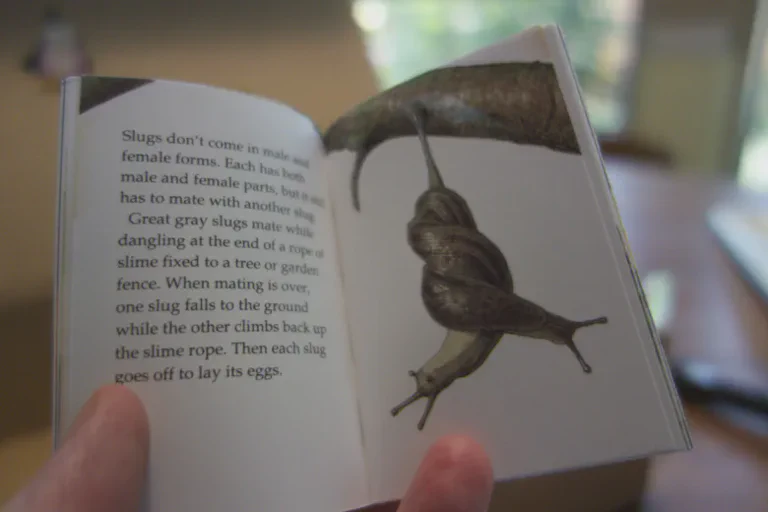 Slugs don't come in male and
female forms. Each has both
male and female parts, but it still
has to mate with another slug.
Great gray slugs mate while
dangling at the end of a rope of
slime fixed to a tree or garden
fence. When mating is over,
one slug falls to the ground
while the other climbs back up
the slime rope. Then each slug
goes off to lay its eggs.